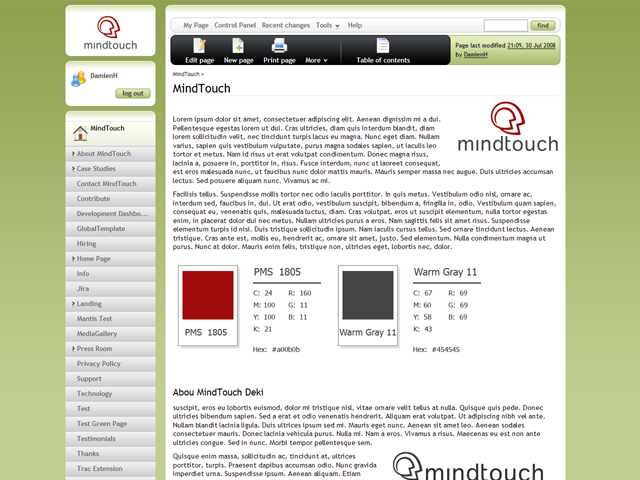 mindtouch
DamienH
log out
MindTouch
About MindTouch
Case Studies
Contact MindTouch
Contribute
Development Dashbo...
GlobalTemplate
Hiring
Home Page
Info
Jira
Landing
Mantis Test
MediaGallery
Press Room
Privacy Policy
Support
Technology
Test
Test Green Page
Testimonials
Thanks
Trac Extension
My Page Control Panel Recent changes Tools Help
find
Edit page New page Print page More Table of contents
Page last modified 21:09, 30 Jul 2008
by DamienH
MindTouch »
MindTouch
mindtouch
Lorem ipsum dolor sit amet, consectetuer adipiscing elit. Aenean dignissim mi a dui.
Pellentesque egestas lorem ut dui. Cras ultricies, diam quis interdum blandit, diam
lorem sollicitudin velit, nec tincidunt turpis lacus eu magna. Nunc eget diam. Nullam
varius, sapien quis vestibulum vulputate, purus magna sodales sapien, ut iaculis leo
tortor et metus. Nam id risus ut erat volutpat condimentum. Donec magna risus,
lacinia a, posuere in, porttitor in, risus. Fusce interdum, nunc ut laoreet consequat,
est eros malesuada nunc, ut faucibus nunc dolor mattis mauris. Mauris semper massa nec augue. Duis ultricies accumsan
lectus. Sed posuere aliquam nunc. Vivamus ac mi.
Facilisis tellus. Suspendisse mollis tortor nec odio iaculis porttitor. In quis metus. Vestibulum odio nisl, ornare ac,
interdum sed, faucibus in, dui. Ut erat odio, vestibulum suscipit, bibendum a, fringilla in, odio. Vestibulum quam sapien,
consequat eu, venenatis quis, malesuada luctus, diam. Cras volutpat, eros ut suscipit elementum, nulla tortor egestas
enim, in placerat dolor dui nec metus. Nullam ultricies purus a eros. Nam sagittis felis sit amet risus. Suspendisse
elementum turpis id nisi. Duis tristique sollicitudin ipsum. Nam iaculis cursus tellus. Sed ornare tincidunt lectus. Aenean
tristique. Cras ante est, mollis eu, hendrerit ac, ornare sit amet, justo. Sed elementum. Nulla condimentum magna ut
purus. Nunc at dolor. Mauris enim felis, tristique non, ultricies eget, lobortis nec, dolor.
PMS 1805
PMS 1805
C: 24 R: 160
M: 100 G: 11
Y: 100 B: 11
K: 21
Hex: #a00b0b
Warm Gray 11
Warm Gray 11
C: 67 R: 69
M: 60 G: 69
Y: 58 B: 69
K: 43
Hex: #454545
Abou MindTouch Deki
suscipit, eros eu lobortis euismod, dolor mi tristique nisl, vitae ornare velit tellus at nulla. Quisque quis pede. Donec
ultricies bibendum sapien. Sed a erat et odio venenatis hendrerit. Aliquam erat volutpat. Ut adipiscing nibh vel ante.
Nullam blandit lacinia ligula. Duis ultrices ipsum sed mi. Mauris eget nunc. Aenean sit amet leo. Aenean sodales
consectetuer mauris. Donec lacinia vehicula purus. Nulla mi. Nam a eros. Vivamus a risus. Maecenas eu est non ante
ultricies congue. Sed in nunc. Morbi tempor pellentesque sem.
Quisque enim massa, sollicitudin ac, tincidunt at, ultrices
porttitor, turpis. Praesent dapibus accumsan odio. Nunc gravida
imperdiet urna. Suspendisse ipsum. Aenean aliquam. Etiam
mindtouch